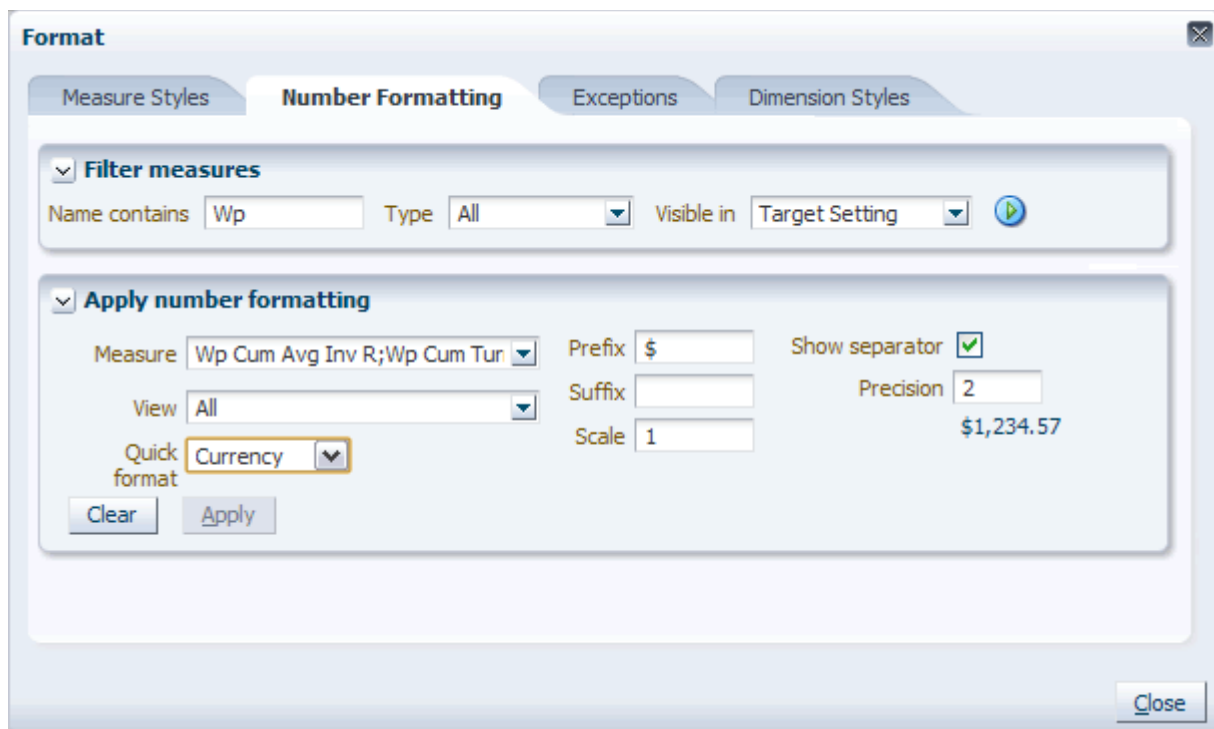 Format
Measure Styles Number Formatting Exceptions Dimension Styles
Filter measures
Name contains Wp Type All Visible in Target Setting
Apply number formatting
Measure Wp Cum Avg Inv R;Wp Cum Tur Prefix $ Show separator
View All Suffix Precision 2
$1,234.57
Quick format Currency Scale 1
Clear Apply
Close